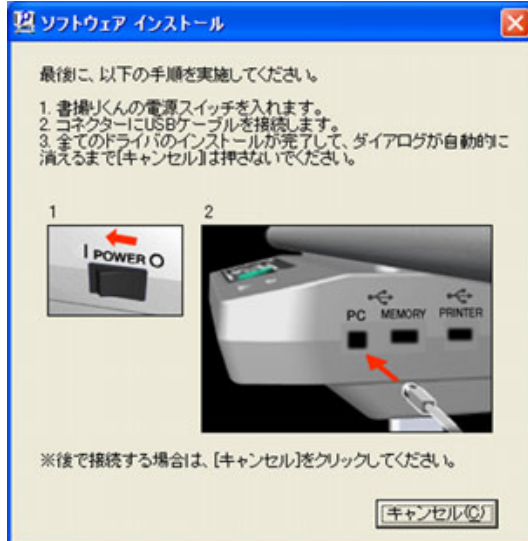 ソフトウェア インストール
最後に、以下の手順を実施してください。
1. 書撮りくんの電源スイッチを入れます。
2. コネクターにUSBケーブルを接続します。
3. 全てのドライバのインストールが完了して、ダイアログが自動的に
消えるまで[キャンセル]は押さないでください。
1
2
I POWER O
PC MEMORY PRINTER
※後で接続する場合は、[キャンセル]をクリックしてください。
キャンセル(C)